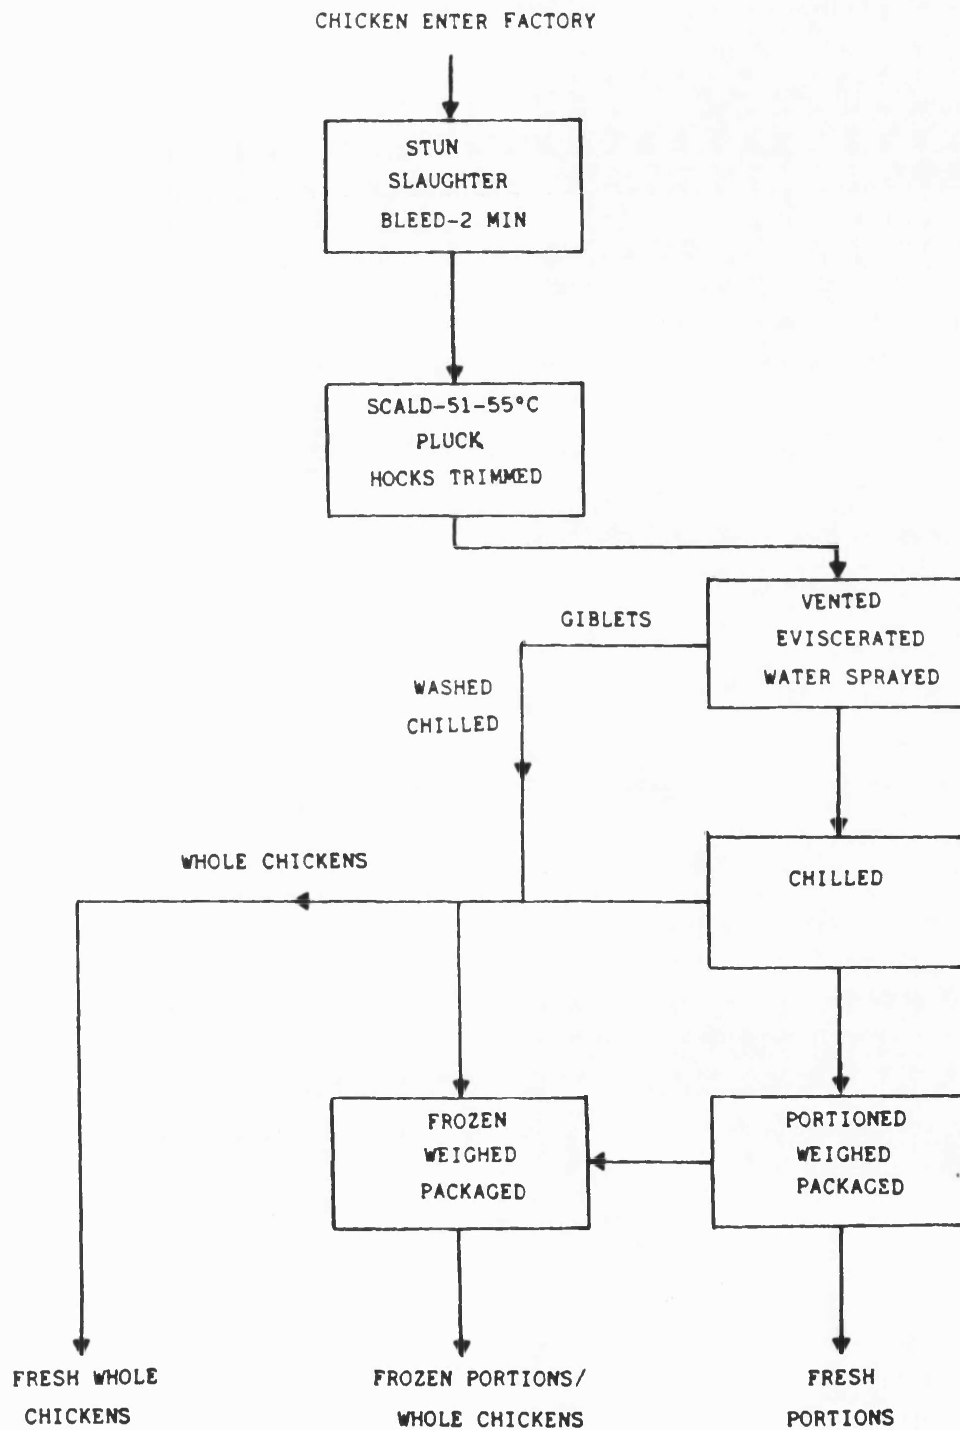 CHICKEN ENTER FACTORY
STUN
SLAUGHTER
BLEED-2 MIN
SCALD-51-55°C
PLUCK
HOCKS TRIMMED
VENTED
EVISCERATED
WATER SPRAYED
GIBLETS
WASHED
CHILLED
WHOLE CHICKENS
CHILLED
FROZEN
WEIGHED
PACKAGED
PORTIONED
WEIGHED
PACKAGED
FRESH WHOLE
CHICKENS
FROZEN PORTIONS/
WHOLE CHICKENS
FRESH
PORTIONS